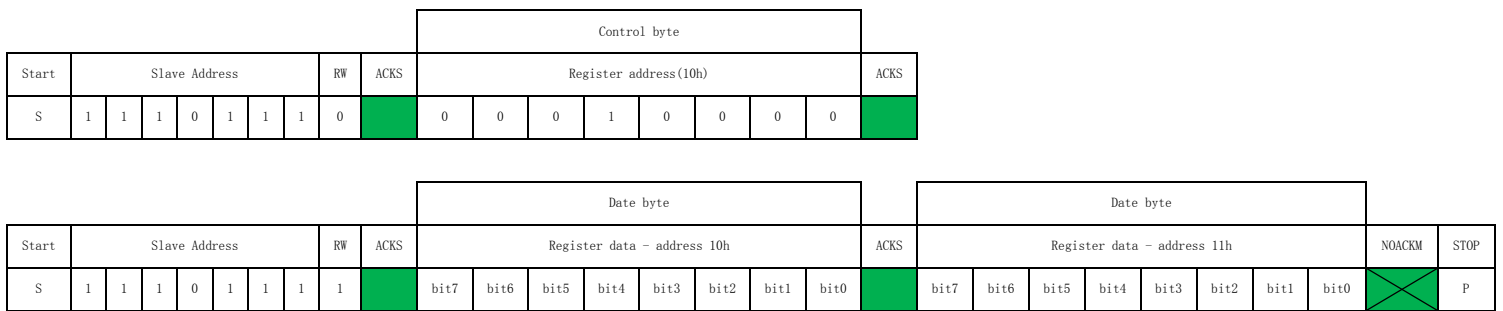 Control byte
Start Slave Address RW ACKS Register address(10h) ACKS
S 1 1 1 0 1 1 1 0 0 0 0 1 0 0 0 0
Date byte Date byte
Start Slave Address RW ACKS Register data - address 10h ACKS Register data - address 11h NOACKM STOP
S 1 1 1 0 1 1 1 1 bit7 bit6 bit5 bit4 bit3 bit2 bit1 bit0 bit7 bit6 bit5 bit4 bit3 bit2 bit1 bit0 P